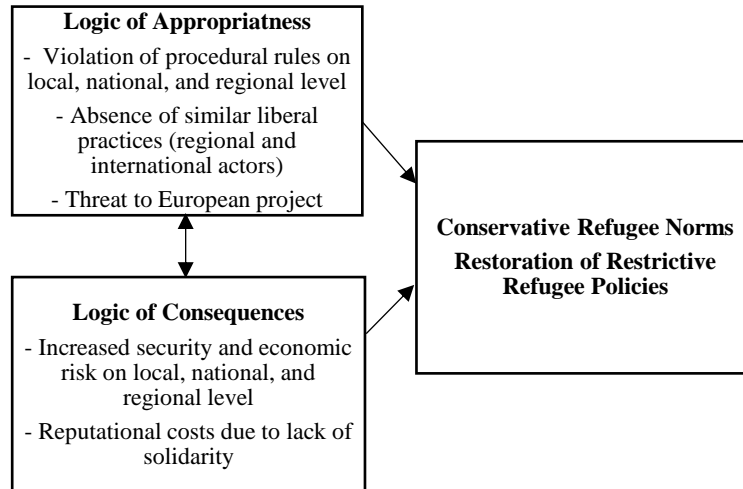 Logic of Appropriatness
- Violation of procedural rules on
local, national, and regional level
- Absence of similar liberal
practices (regional and
international actors)
- Threat to European project
Logic of Consequences
- Increased security and economic
risk on local, national, and
regional level
- Reputational costs due to lack of
solidarity
Conservative Refugee Norms
Restoration of Restrictive
Refugee Policies